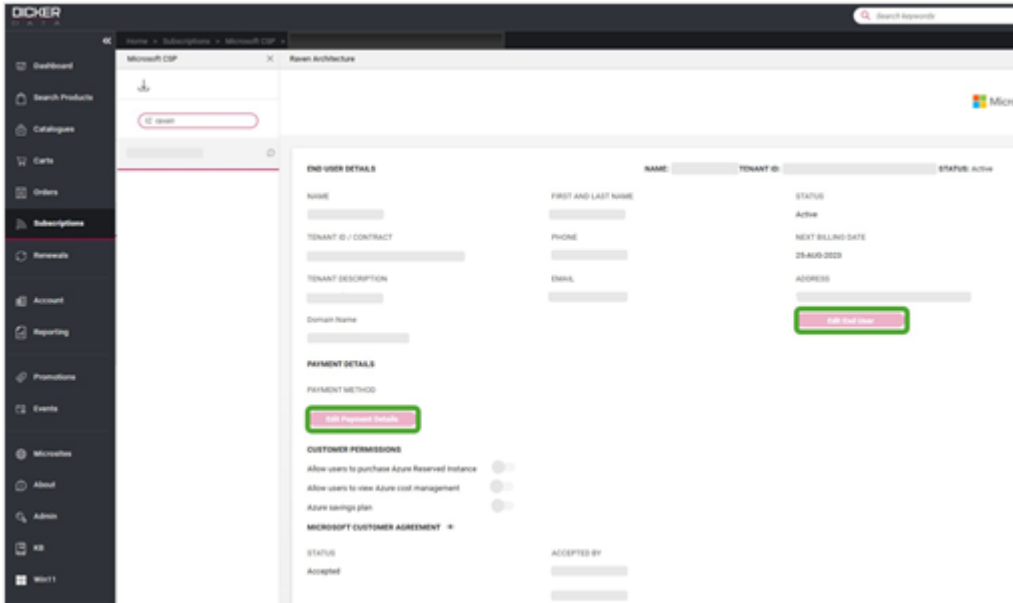 DICKER
DATA
Search keywords
Home > Subscriptions > Microsoft CSP >
Dashboard
Search Products
Catalogues
Carts
Orders
Subscriptions
Renewals
Account
Reporting
Promotions
Events
Microsites
About
Admin
KB
Win11
Microsoft CSP
raven
Raven Architecture
Micr
END USER DETAILS
NAME:
TENANT ID:
STATUS: Active
NAME
FIRST AND LAST NAME
STATUS
Active
TENANT ID / CONTRACT
PHONE
NEXT BILLING DATE
25-AUG-2023
TENANT DESCRIPTION
EMAIL
ADDRESS
Domain Name
Edit End User
PAYMENT DETAILS
PAYMENT METHOD
Edit Payment Details
CUSTOMER PERMISSIONS
Allow users to purchase Azure Reserved Instance
Allow users to view Azure cost management
Azure savings plan
MICROSOFT CUSTOMER AGREEMENT
STATUS
ACCEPTED BY
Accepted